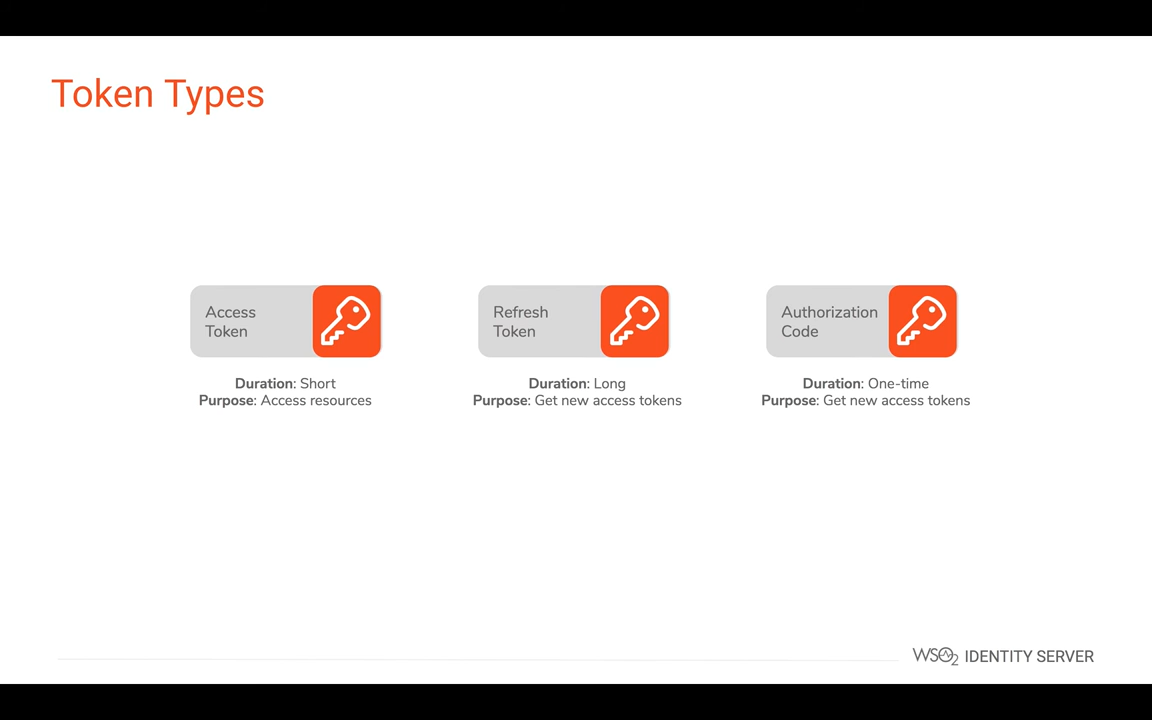 Token Types
Access
Token
Duration: Short
Purpose: Access resources
Refresh
Token
Duration: Long
Purpose: Get new access tokens
Authorization
Code
Duration: One-time
Purpose: Get new access tokens
WSO2 IDENTITY SERVER